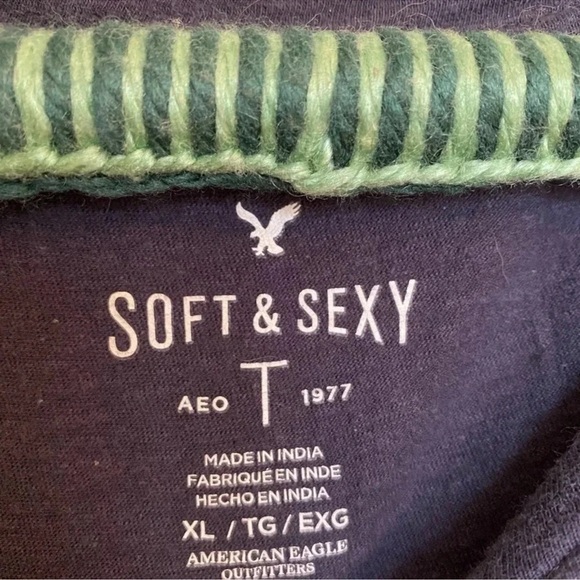 SOFT & SEXY
AEO T 1977
MADE IN INDIA
FABRIQUÉ EN INDE
HECHO EN INDIA
XL / TG / EXG
AMERICAN EAGLE
OUTFITTERS